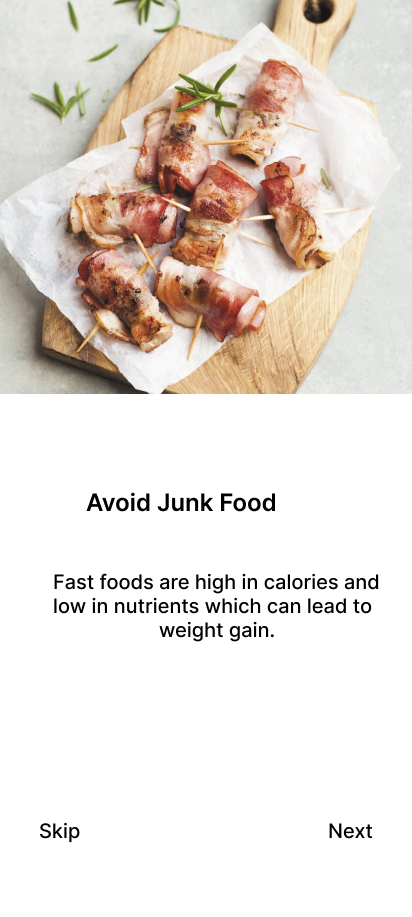 Avoid Junk Food
Fast foods are high in calories and
low in nutrients which can lead to
weight gain.
Skip
Next